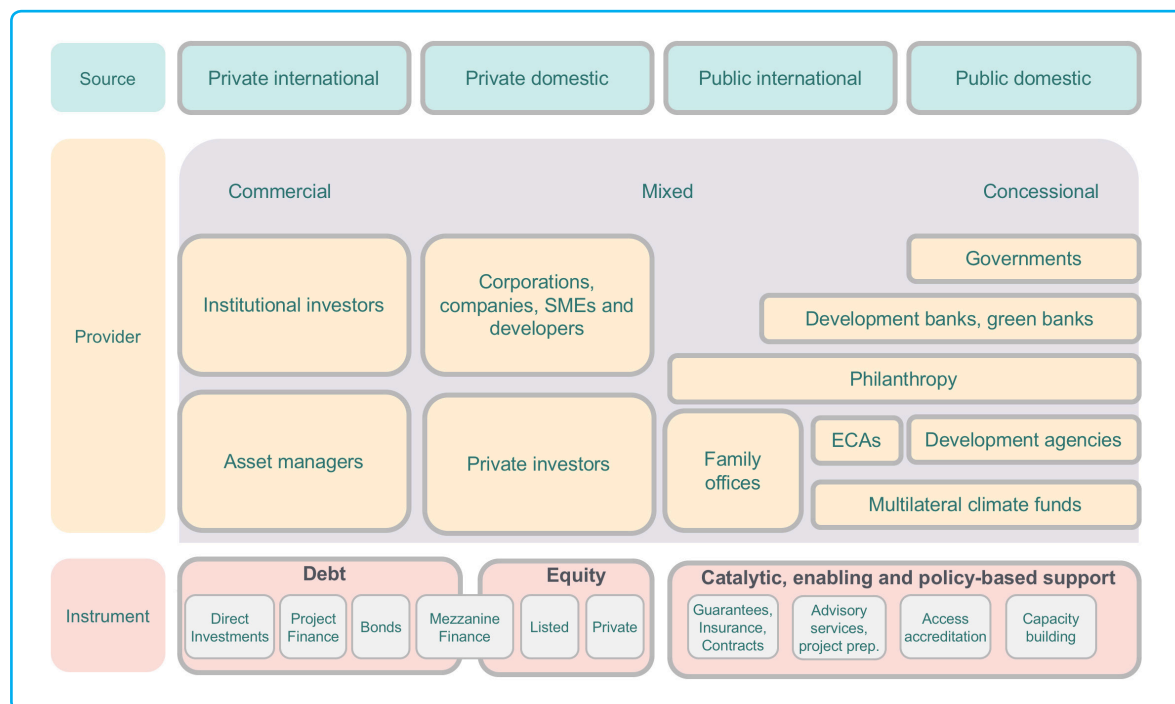 Source
Private international
Private domestic
Public international
Public domestic
Provider
Commercial
Mixed
Concessional
Institutional investors
Corporations,
companies, SMEs and
developers
Governments
Development banks, green banks
Philanthropy
Asset managers
Private investors
Family
offices
ECAs
Development agencies
Multilateral climate funds
Instrument
Debt
Direct
Investments
Project
Finance
Bonds
Mezzanine
Finance
Equity
Listed
Private
Catalytic, enabling and policy-based support
Guarantees,
Insurance,
Contracts
Advisory
services,
project prep.
Access
accreditation
Capacity
building